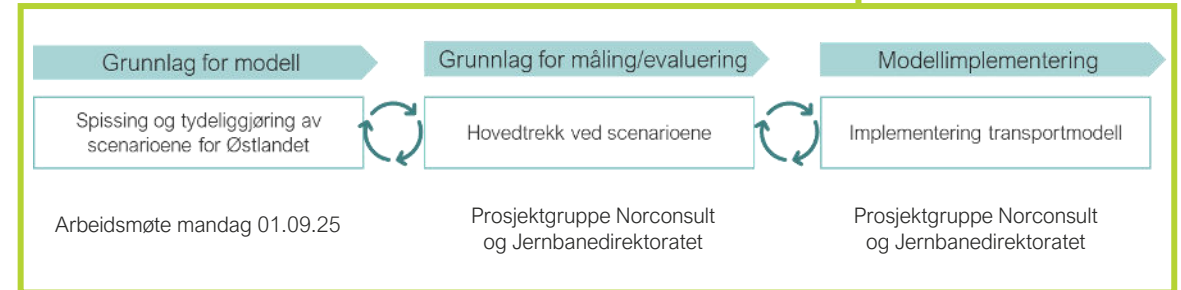 Grunnlag for modell
Grunnlag for måling/evaluering
Modellimplementering
Spissing og tydeliggjøring av
scenarioene for Østlandet
Hovedtrekk ved scenarioene
Implementering transportmodell
Arbeidsmøte mandag 01.09.25
Prosjektgruppe Norconsult
og Jernbanedirektoratet
Prosjektgruppe Norconsult
og Jernbanedirektoratet